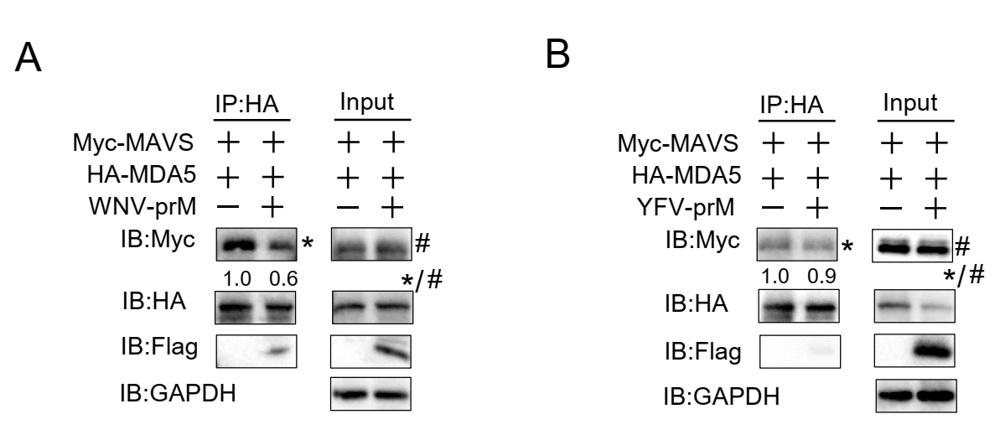 A
IP:HA Input
Myc-MAVS + + + +
HA-MDA5 + + + +
WNV-prM − + − +
IB:Myc * #
1.0 0.6 */#
IB:HA
IB:Flag
IB:GAPDH
B
IP:HA Input
Myc-MAVS + + + +
HA-MDA5 + + + +
YFV-prM − + − +
IB:Myc * #
1.0 0.9 */#
IB:HA
IB:Flag
IB:GAPDH